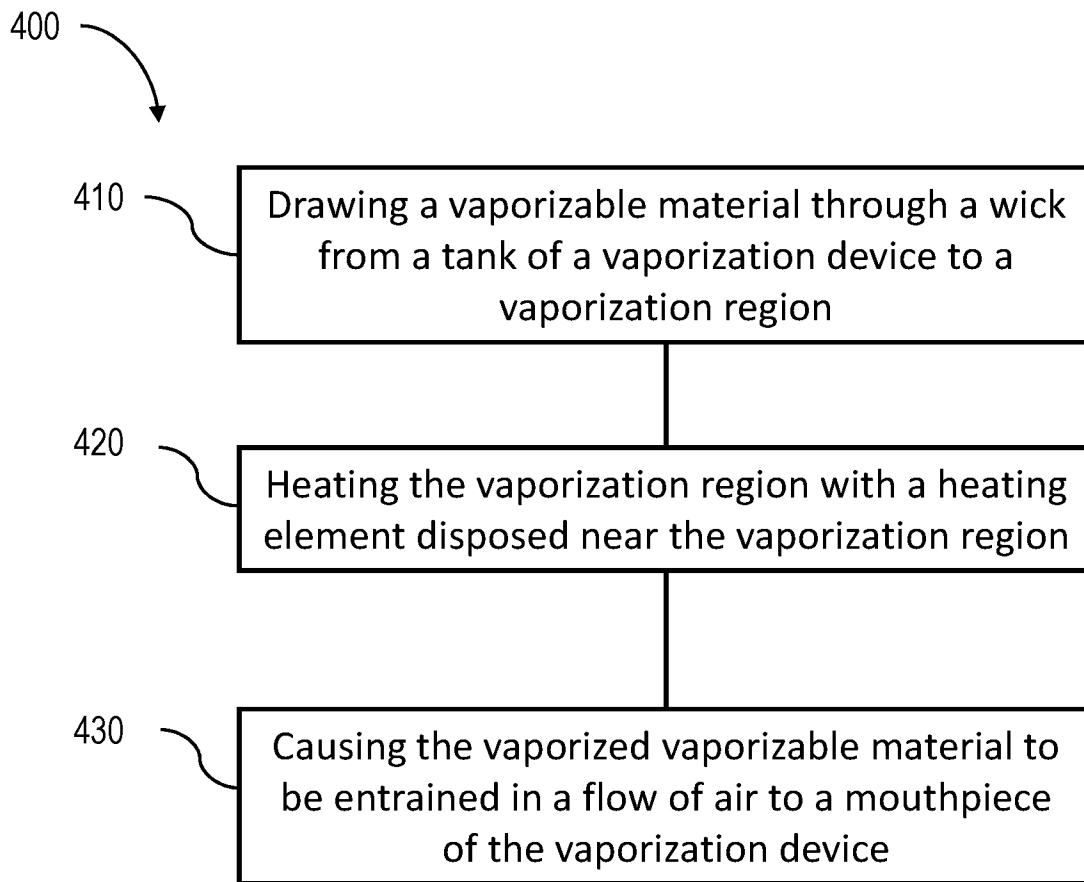 400
410
Drawing a vaporizable material through a wick
from a tank of a vaporization device to a
vaporization region
420
Heating the vaporization region with a heating
element disposed near the vaporization region
430
Causing the vaporized vaporizable material to
be entrained in a flow of air to a mouthpiece
of the vaporization device